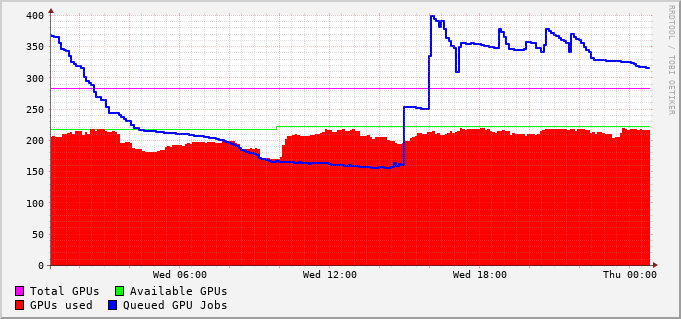 RRDTOOL / TOBI OETIKER
400
350
300
250
200
150
100
50
0
Wed 06:00 Wed 12:00 Wed 18:00 Thu 00:00
Total GPUs Available GPUs
GPUs used Queued GPU Jobs